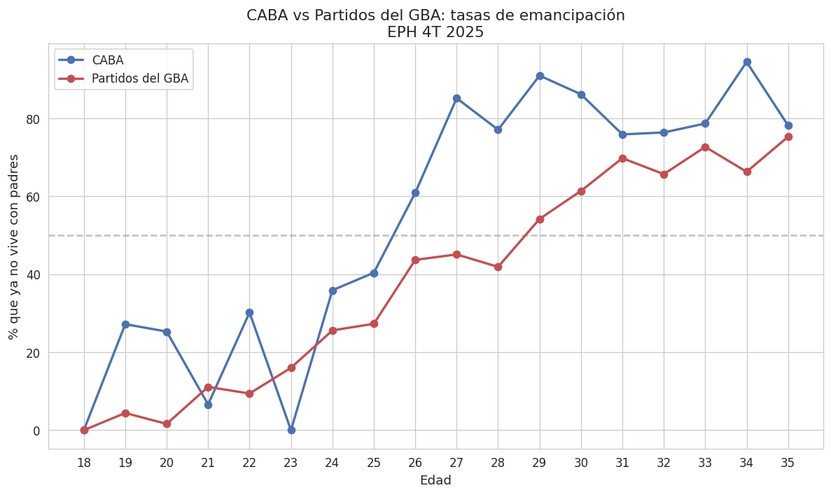 CABA vs Partidos del GBA: tasas de emancipación
EPH 4T 2025
CABA
Partidos del GBA
% que ya no vive con padres
80
60
40
20
0
18 19 20 21 22 23 24 25 26 27 28 29 30 31 32 33 34 35
Edad